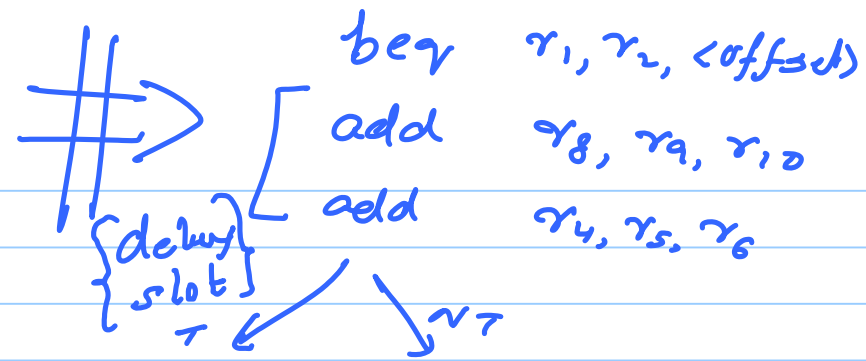 beq r1, r2, <offset>
add r8, r9, r10
add r4, r5, r6
{delay
slot}
T NT